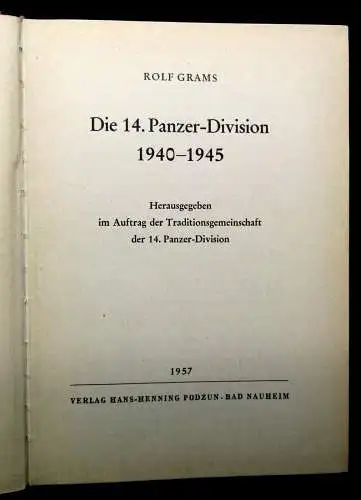 ROLF GRAMS
Die 14. Panzer-Division
1940–1945
Herausgegeben
im Auftrag der Traditionsgemeinschaft
der 14. Panzer-Division
1957
VERLAG HANS-HENNING PODZUN · BAD NAUHEIM